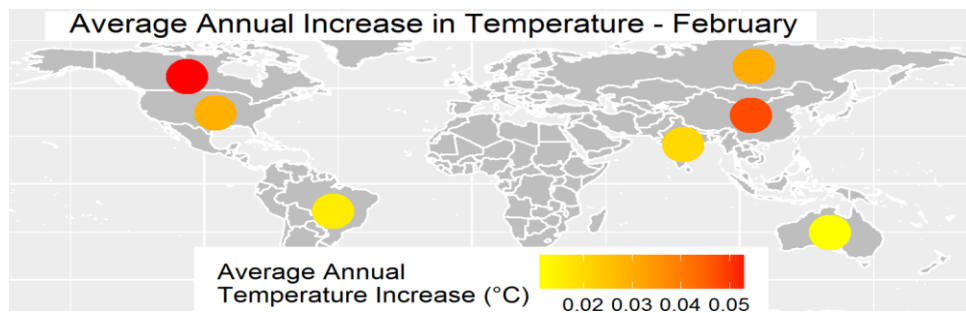 Average Annual Increase in Temperature - February
Average Annual
Temperature Increase (°C)
0.02 0.03 0.04 0.05